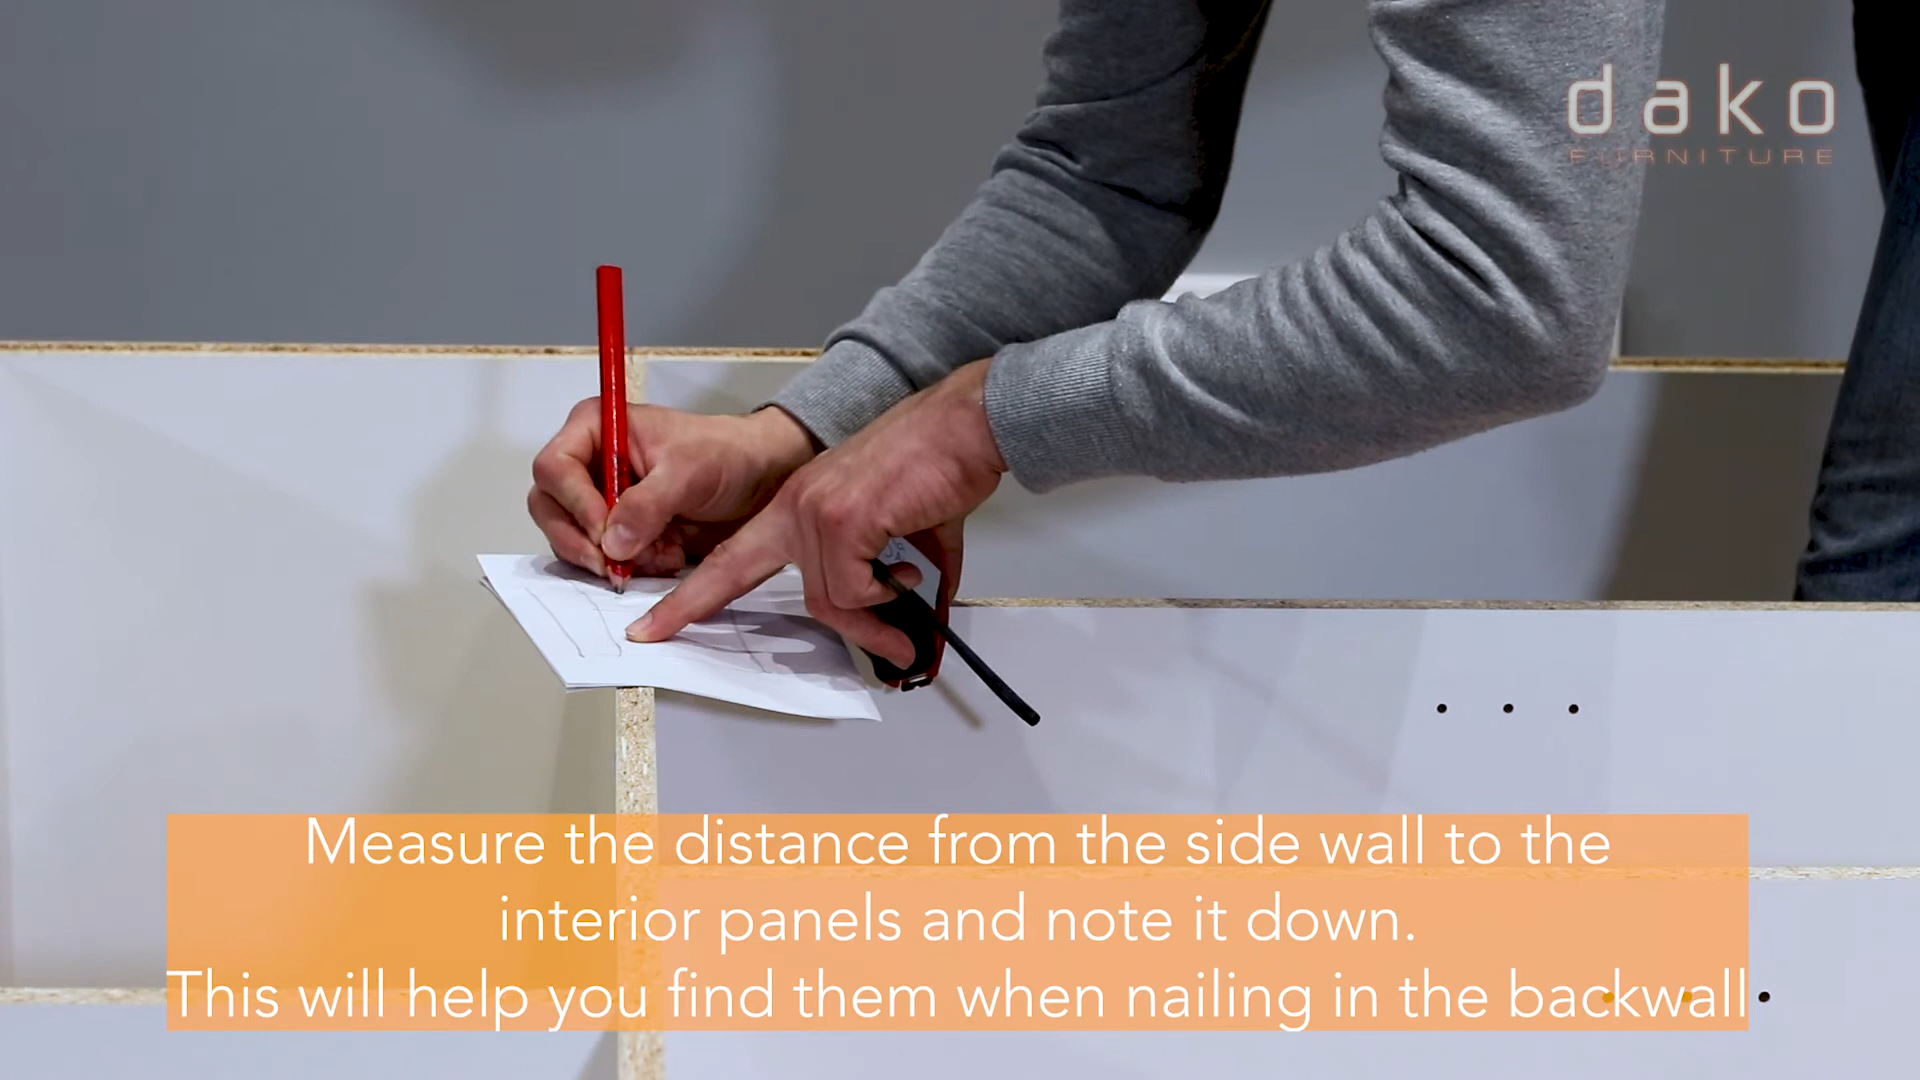 dako
FURNITURE
Measure the distance from the side wall to the
interior panels and note it down.
This will help you find them when nailing in the backwall